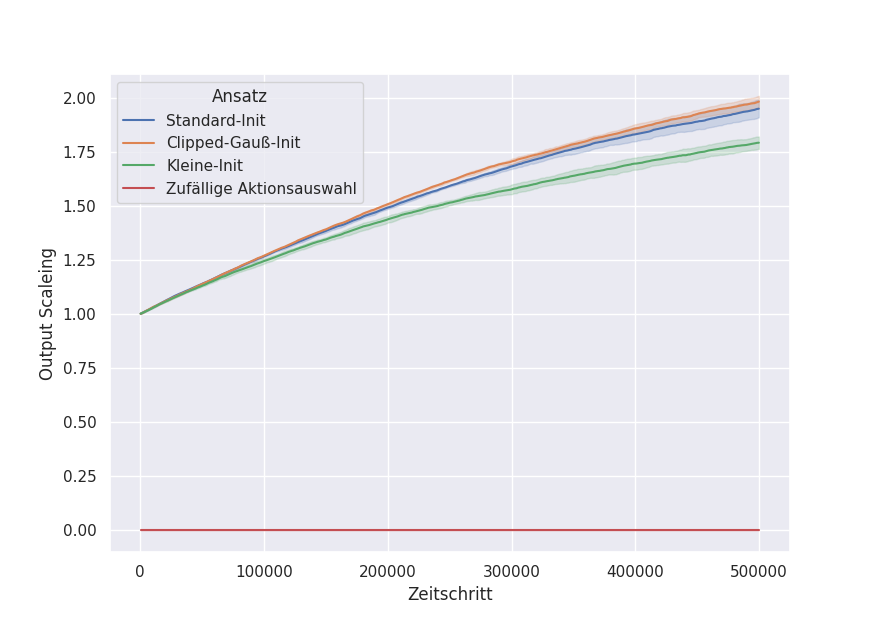 Ansatz
Standard-Init
Clipped-Gauß-Init
Kleine-Init
Zufällige Aktionsauswahl
Output Scaleing
2.00
1.75
1.50
1.25
1.00
0.75
0.50
0.25
0.00
0 100000 200000 300000 400000 500000
Zeitschritt